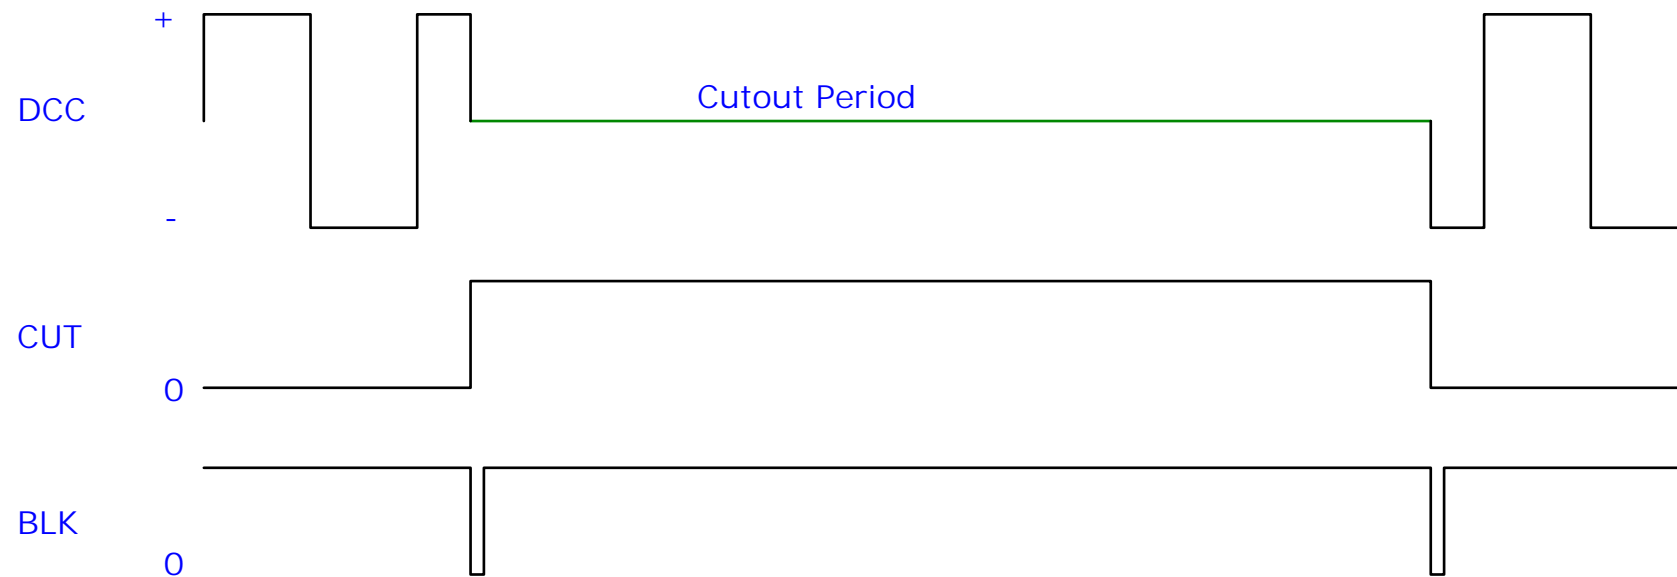 +
Cutout Period
DCC
-
CUT
0
BLK
0